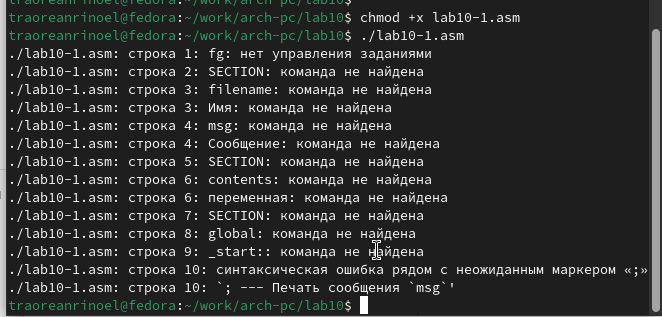 traoreanrinoel@fedora:~/work/arch-pc/lab10$ chmod +x lab10-1.asm
traoreanrinoel@fedora:~/work/arch-pc/lab10$ ./lab10-1.asm
./lab10-1.asm: строка 1: fg: нет управления заданиями
./lab10-1.asm: строка 2: SECTION: команда не найдена
./lab10-1.asm: строка 3: filename: команда не найдена
./lab10-1.asm: строка 3: Имя: команда не найдена
./lab10-1.asm: строка 4: msg: команда не найдена
./lab10-1.asm: строка 4: Сообщение: команда не найдена
./lab10-1.asm: строка 5: SECTION: команда не найдена
./lab10-1.asm: строка 6: contents: команда не найдена
./lab10-1.asm: строка 6: переменная: команда не найдена
./lab10-1.asm: строка 7: SECTION: команда не найдена
./lab10-1.asm: строка 8: global: команда не найдена
./lab10-1.asm: строка 9: _start:: команда не найдена
./lab10-1.asm: строка 10: синтаксическая ошибка рядом с неожиданным маркером «;»
./lab10-1.asm: строка 10: `; --- Печать сообщения `msg`'
traoreanrinoel@fedora:~/work/arch-pc/lab10$